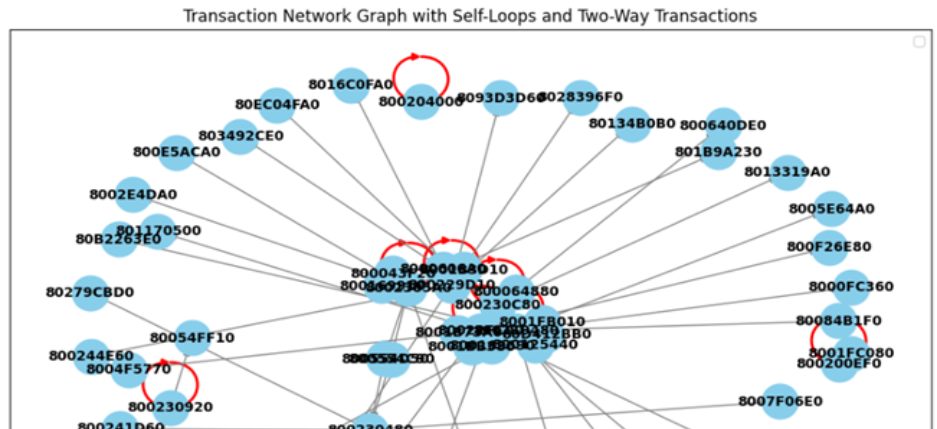 Transaction Network Graph with Self-Loops and Two-Way Transactions
8016C0FA0
800204000
8093D3D60
8028396F0
80EC04FA0
80134B0B0
800640DE0
803492CE0
800E5ACA0
801B9A230
8013319A0
8002E4DA0
8005E64A0
801170500
80B2263E0
800F26E80
800043F20
800064880
80279CBD0
800229D10
800230C80
8000FC360
8001FB010
80084B1F0
80054FF10
800244E60
8001FC080
8004F5770
800200EF0
800230920
8007F06E0
800241D60
800230480